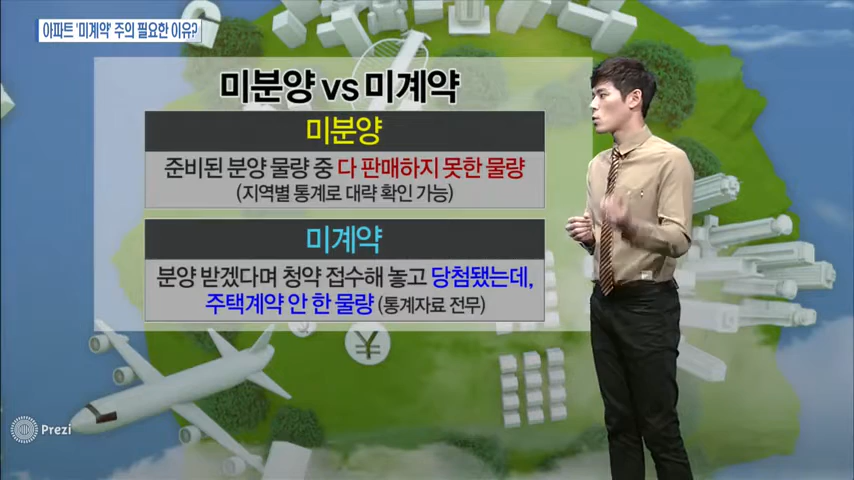 아파트 '미계약' 주의 필요한 이유?
미분양 vs 미계약
미분양
준비된 분양 물량 중 다 판매하지 못한 물량
(지역별 통계로 대략 확인 가능)
미계약
분양 받겠다며 청약 접수해 놓고 당첨됐는데,
주택계약 안 한 물량 (통계자료 전무)
¥
Prezi